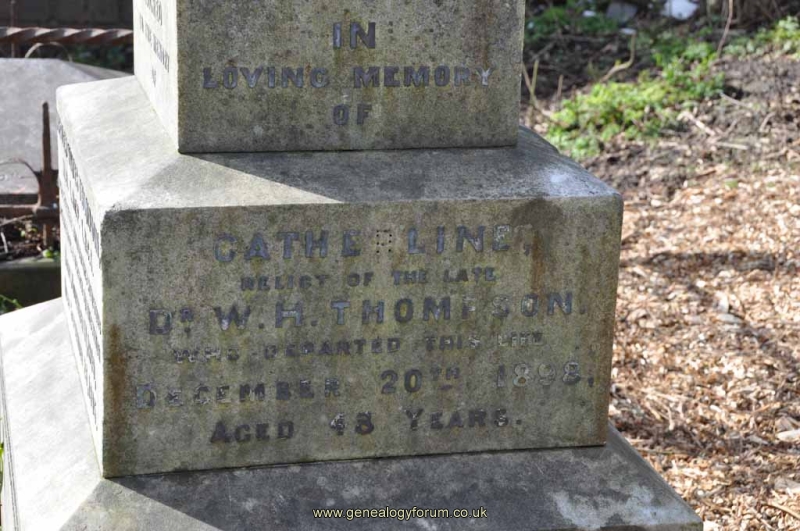 IN
LOVING MEMORY
OF
CATHERINE,
RELICT OF THE LATE
DR W. H. THOMPSON.
WHO DEPARTED THIS LIFE
DECEMBER 20TH, 1898.
AGED 48 YEARS.
www.genealogyforum.co.uk